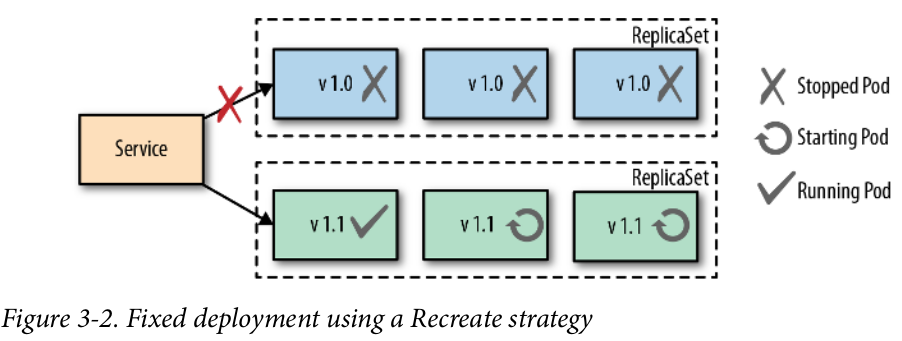 ReplicaSet
v 1.0
v 1.0
v 1.0
Stopped Pod
Service
Starting Pod
ReplicaSet
Running Pod
v 1.1
v 1.1
v 1.1
Figure 3-2. Fixed deployment using a Recreate strategy